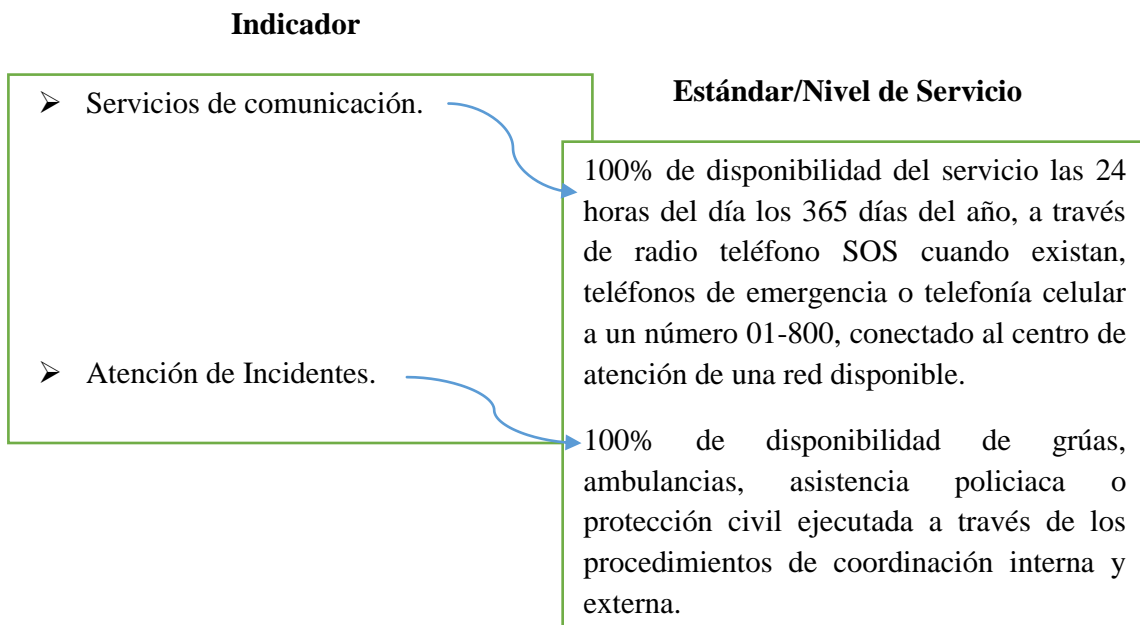 Indicador
➢ Servicios de comunicación.
➢ Atención de Incidentes.
Estándar/Nivel de Servicio
100% de disponibilidad del servicio las 24
horas del día los 365 días del año, a través
de radio teléfono SOS cuando existan,
teléfonos de emergencia o telefonía celular
a un número 01-800, conectado al centro de
atención de una red disponible.
100% de disponibilidad de grúas,
ambulancias, asistencia policiaca o
protección civil ejecutada a través de los
procedimientos de coordinación interna y
externa.